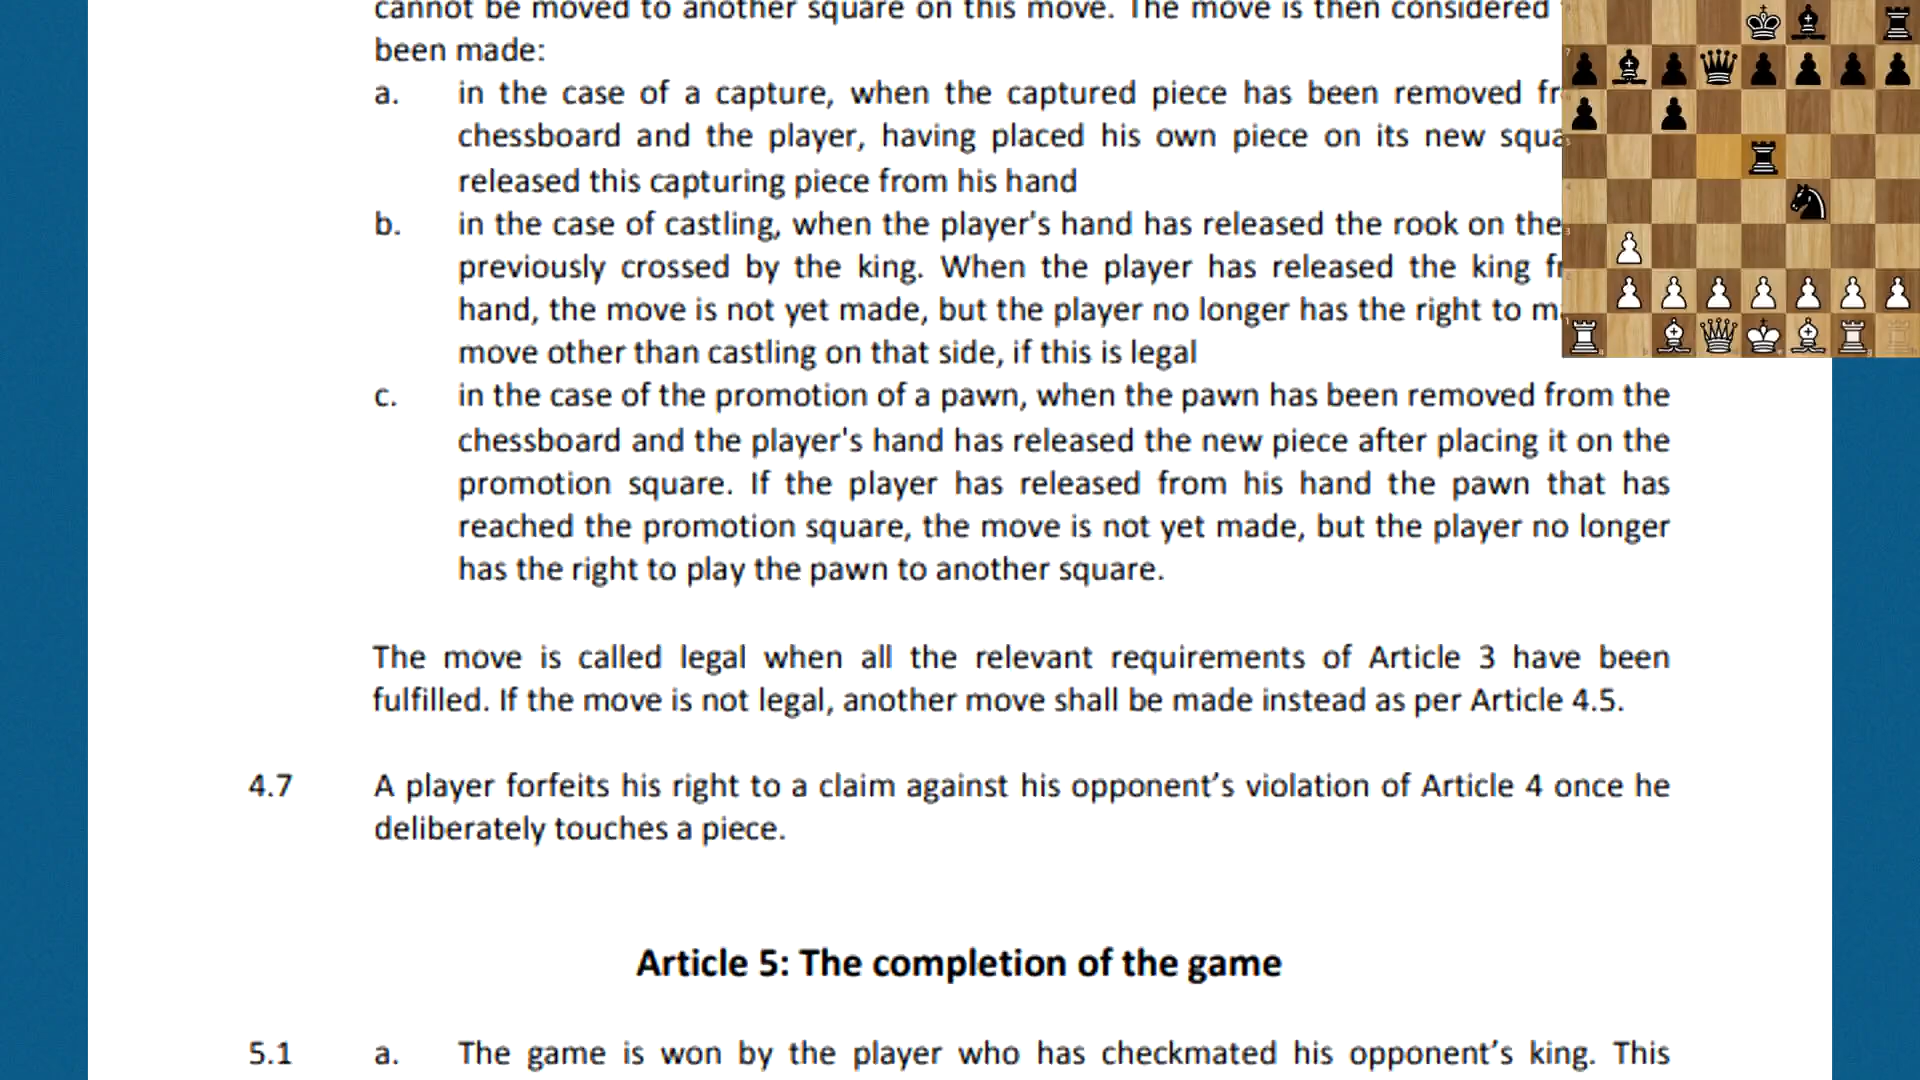 cannot be moved to another square on this move. The move is then considered
been made:
a. in the case of a capture, when the captured piece has been removed
chessboard and the player, having placed his own piece on its new
released this capturing piece from his hand
b. in the case of castling, when the player's hand has released the rook on the
previously crossed by the king. When the player has released the king
hand, the move is not yet made, but the player no longer has the right to
move other than castling on that side, if this is legal
c. in the case of the promotion of a pawn, when the pawn has been removed from the
chessboard and the player's hand has released the new piece after placing it on the
promotion square. If the player has released from his hand the pawn that has
reached the promotion square, the move is not yet made, but the player no longer
has the right to play the pawn to another square.
The move is called legal when all the relevant requirements of Article 3 have been
fulfilled. If the move is not legal, another move shall be made instead as per Article 4.5.
4.7 A player forfeits his right to a claim against his opponent’s violation of Article 4 once he
deliberately touches a piece.
Article 5: The completion of the game
5.1 a. The game is won by the player who has checkmated his opponent’s king. This